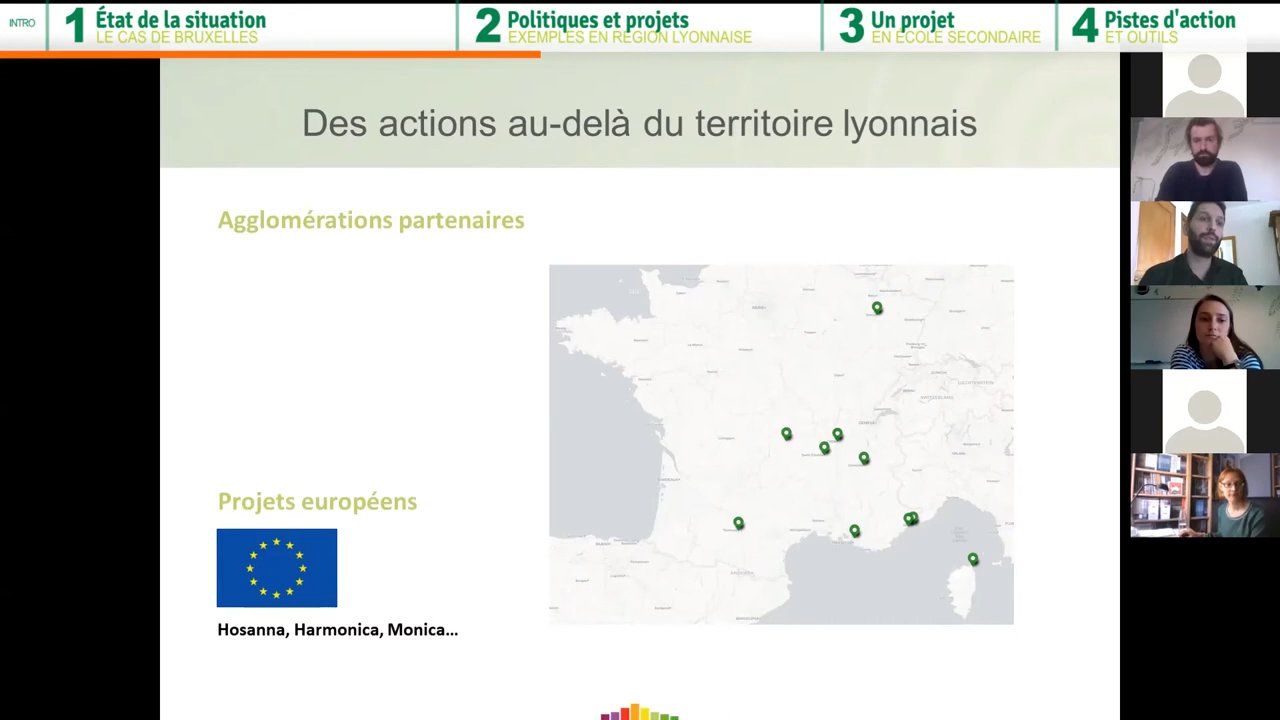 INTRO
1 État de la situation
LE CAS DE BRUXELLES
2 Politiques et projets
EXEMPLES EN RÉGION LYONNAISE
3 Un projet
EN ÉCOLE SECONDAIRE
4 Pistes d'action
ET OUTILS
Des actions au-delà du territoire lyonnais
Agglomérations partenaires
Projets européens
Hosanna, Harmonica, Monica...